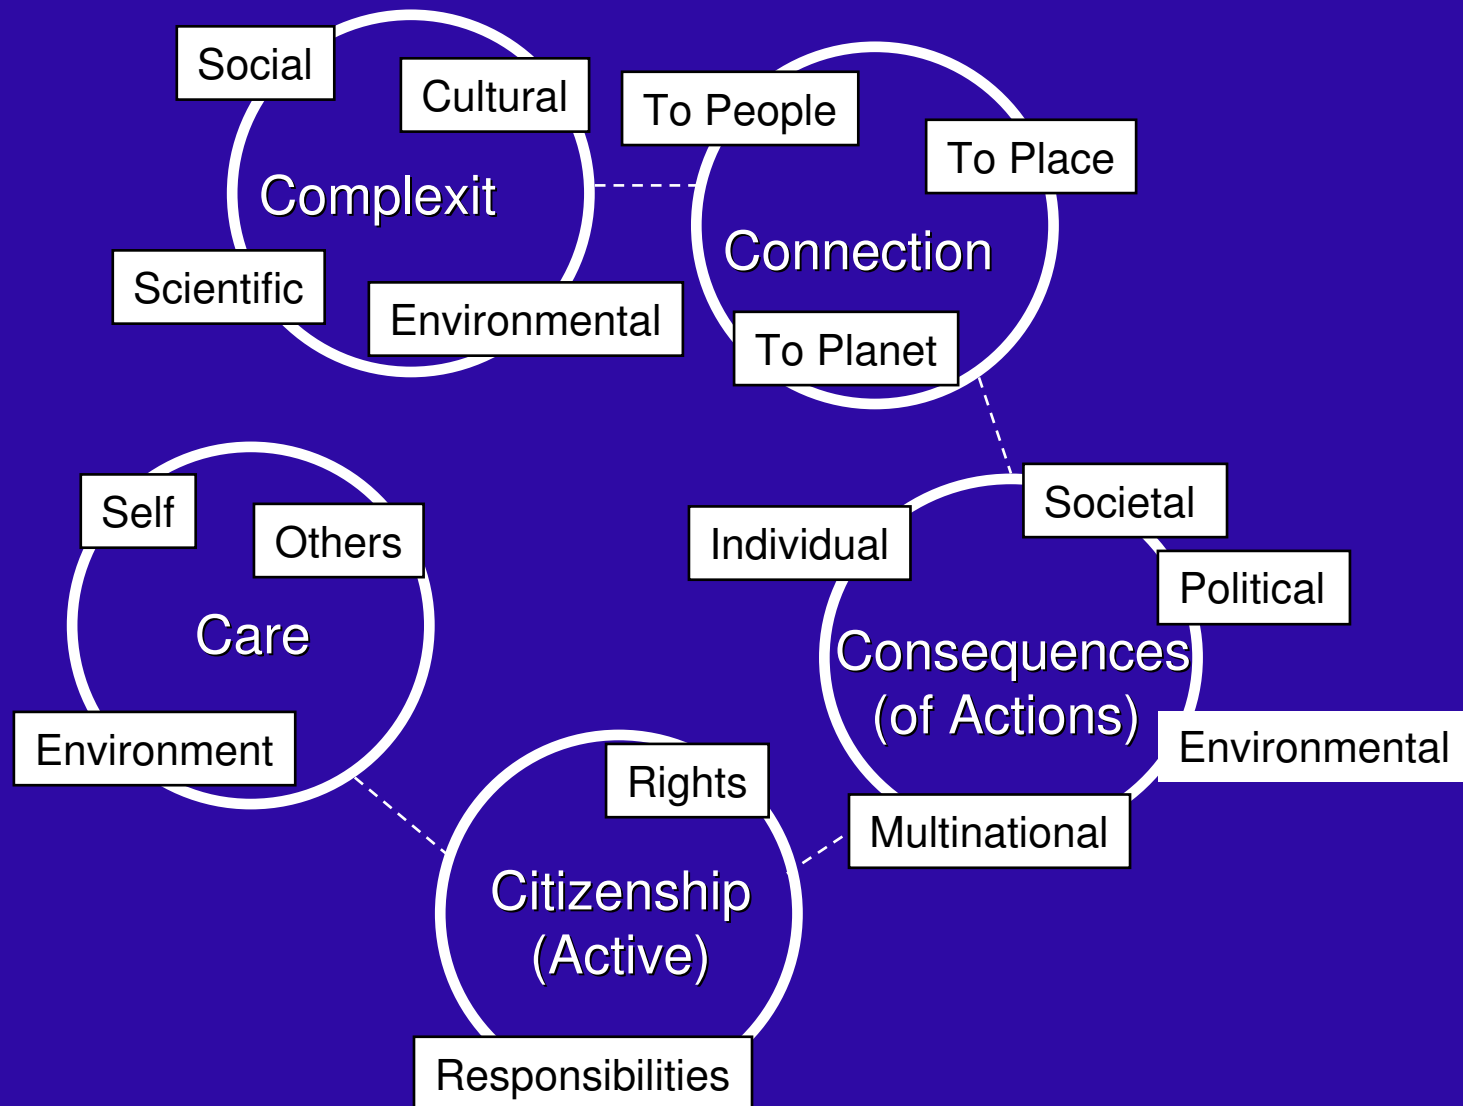 Social
Cultural
Complexit
Scientific
Environmental
To People
To Place
Connection
To Planet
Self
Others
Care
Environment
Individual
Societal
Political
Consequences
(of Actions)
Environmental
Multinational
Rights
Citizenship
(Active)
Responsibilities